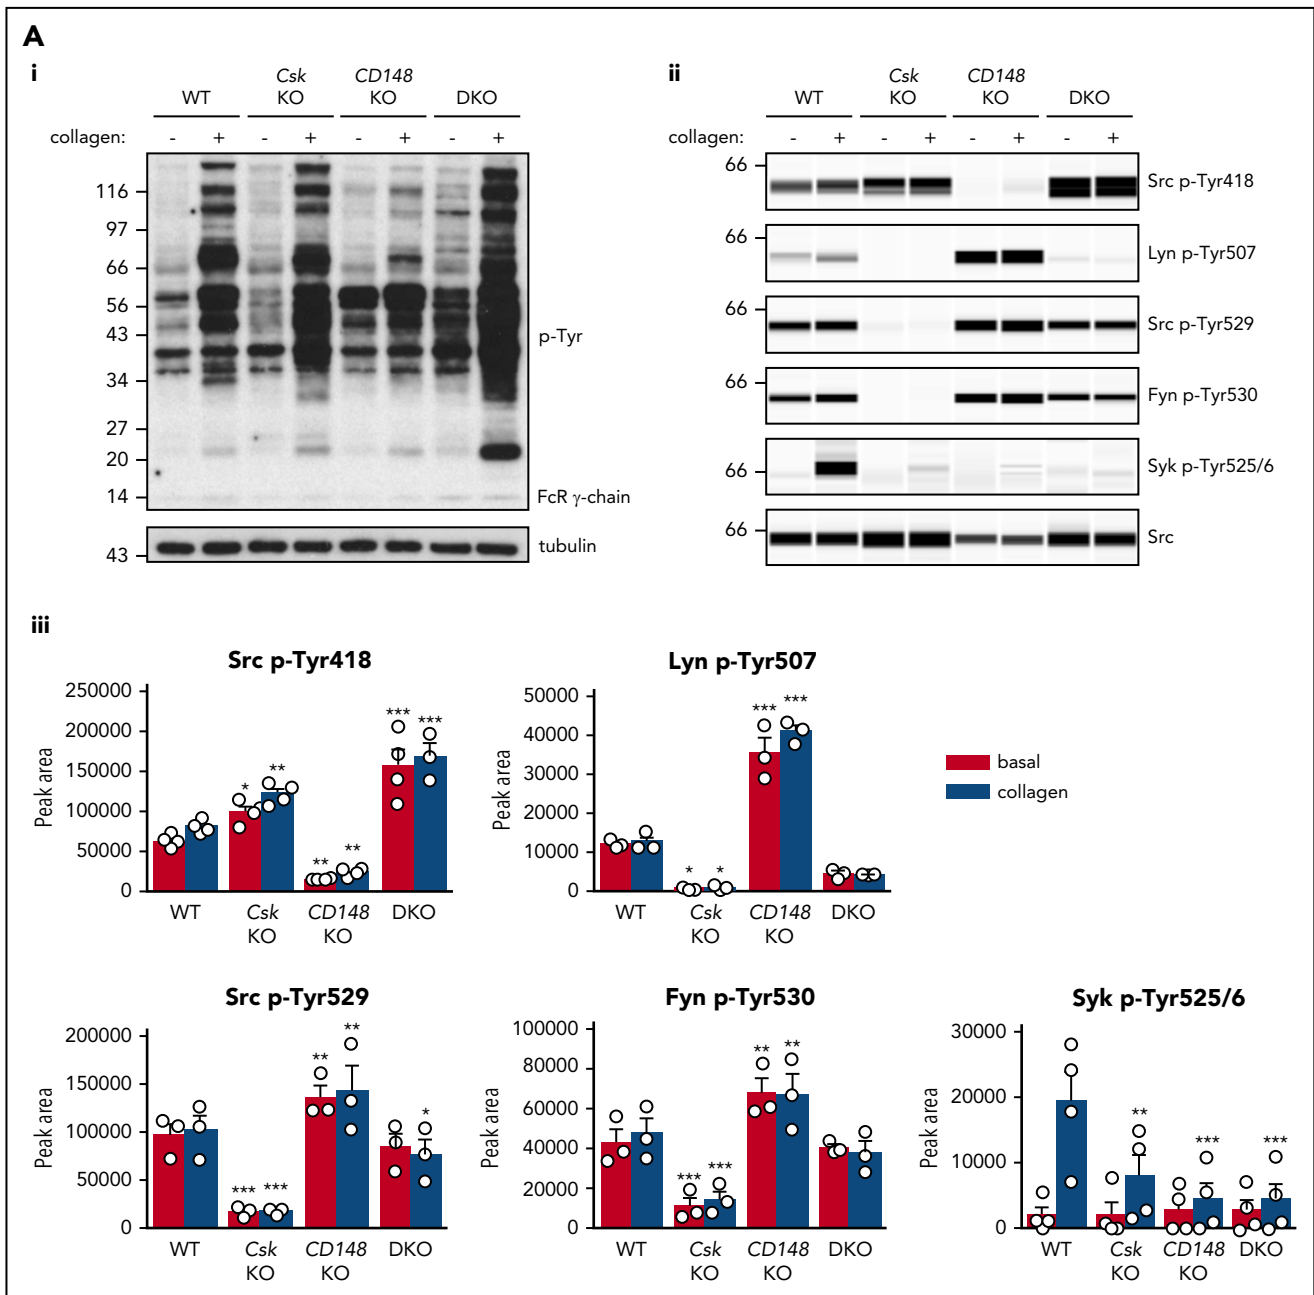 A
i
Csk CD148
WT KO KO DKO
collagen: - + - + - + - +
116
97
66
56
43
34
27
20
14
p-Tyr
FcR γ-chain
43
tubulin
ii
Csk CD148
WT KO KO DKO
collagen: - + - + - + - +
66 Src p-Tyr418
66 Lyn p-Tyr507
66 Src p-Tyr529
66 Fyn p-Tyr530
66 Syk p-Tyr525/6
66 Src
iii
Src p-Tyr418
Peak area
250000
200000
150000
100000
50000
0
* ** ** ** *** ***
WT Csk CD148 DKO
KO KO
Lyn p-Tyr507
Peak area
50000
40000
30000
20000
10000
0
* * *** ***
WT Csk CD148 DKO
KO KO
basal
collagen
Src p-Tyr529
Peak area
200000
150000
100000
50000
0
*** *** ** ** *
WT Csk CD148 DKO
KO KO
Fyn p-Tyr530
Peak area
100000
80000
60000
40000
20000
0
*** *** ** **
WT Csk CD148 DKO
KO KO
Syk p-Tyr525/6
Peak area
30000
20000
10000
0
** *** ***
WT Csk CD148 DKO
KO KO